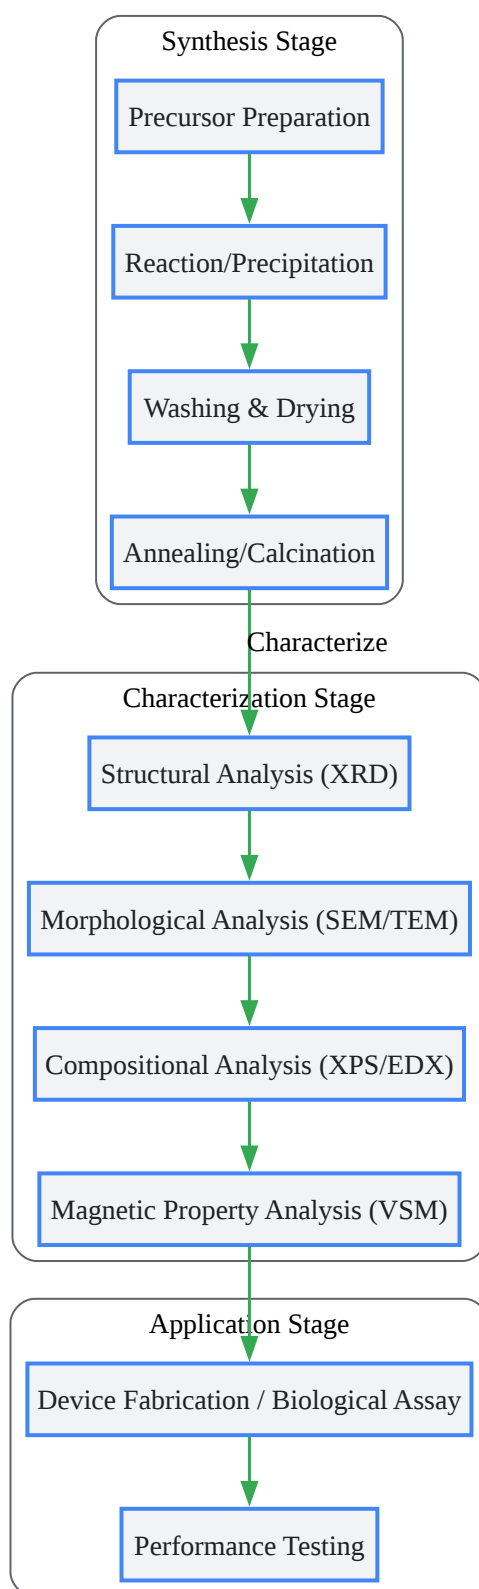 Synthesis Stage
Precursor Preparation
Reaction/Precipitation
Washing & Drying
Annealing/Calcination
Characterize
Characterization Stage
Structural Analysis (XRD)
Morphological Analysis (SEM/TEM)
Compositional Analysis (XPS/EDX)
Magnetic Property Analysis (VSM)
Application Stage
Device Fabrication / Biological Assay
Performance Testing